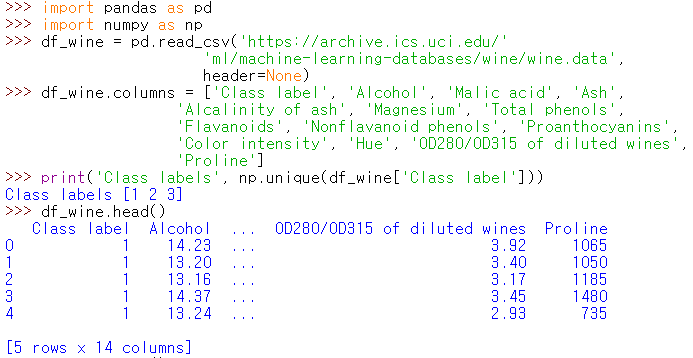 >>> import pandas as pd
>>> import numpy as np
>>> df_wine = pd.read_csv('https://archive.ics.uci.edu/'
                          'ml/machine-learning-databases/wine/wine.data',
                          header=None)
>>> df_wine.columns = ['Class label', 'Alcohol', 'Malic acid', 'Ash',
                       'Alcalinity of ash', 'Magnesium', 'Total phenols',
                       'Flavanoids', 'Nonflavanoid phenols', 'Proanthocyanins',
                       'Color intensity', 'Hue', 'OD280/OD315 of diluted wines',
                       'Proline']
>>> print('Class labels', np.unique(df_wine['Class label']))
Class labels [1 2 3]
>>> df_wine.head()
   Class label  Alcohol  ...  OD280/OD315 of diluted wines  Proline
0            1    14.23  ...                          3.92     1065
1            1    13.20  ...                          3.40     1050
2            1    13.16  ...                          3.17     1185
3            1    14.37  ...                          3.45     1480
4            1    13.24  ...                          2.93      735
[5 rows x 14 columns]